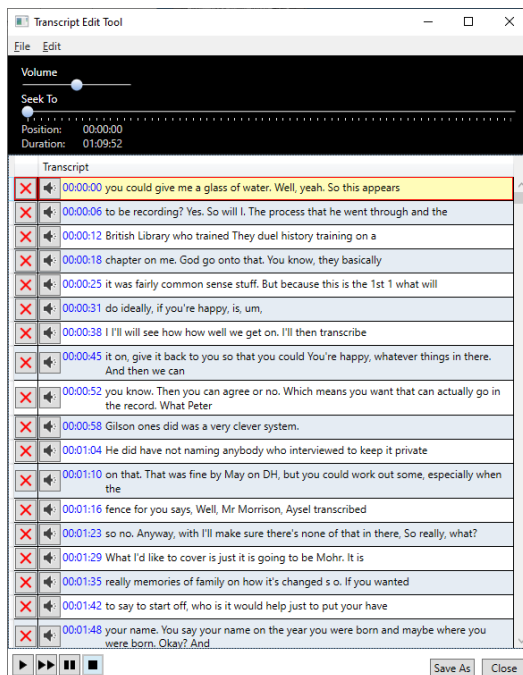 Transcript Edit Tool
File Edit
Volume
Seek To
Position: 00:00:00
Duration: 01:09:52
Transcript
00:00:00 you could give me a glass of water. Well, yeah. So this appears
00:00:06 to be recording? Yes. So will I. The process that he went through and the
00:00:12 British Library who trained They duel history training on a
00:00:18 chapter on me. God go onto that. You know, they basically
00:00:25 it was fairly common sense stuff. But because this is the 1st 1 what will
00:00:31 do ideally, if you're happy, is, um,
00:00:38 I I'll will see how how well we get on. I'll then transcribe
00:00:45 it on, give it back to you so that you could You're happy, whatever things in there.
And then we can
00:00:52 you know. Then you can agree or no. Which means you want that can actually go in
the record. What Peter
00:00:58 Gilson ones did was a very clever system.
00:01:04 He did have not naming anybody who interviewed to keep it private
00:01:10 on that. That was fine by May on DH, but you could work out some, especially when
the
00:01:16 fence for you says, Well, Mr Morrison, Aysel transcribed
00:01:23 so no. Anyway, with I'll make sure there's none of that in there, So really, what?
00:01:29 What I'd like to cover is just it is going to be Mohr. It is
00:01:35 really memories of family on how it's changed s o. If you wanted
00:01:42 to say to start off, who is it would help just to put your have
00:01:48 your name. You say your name on the year you were born and maybe where you
were born. Okay? And
Save As Close